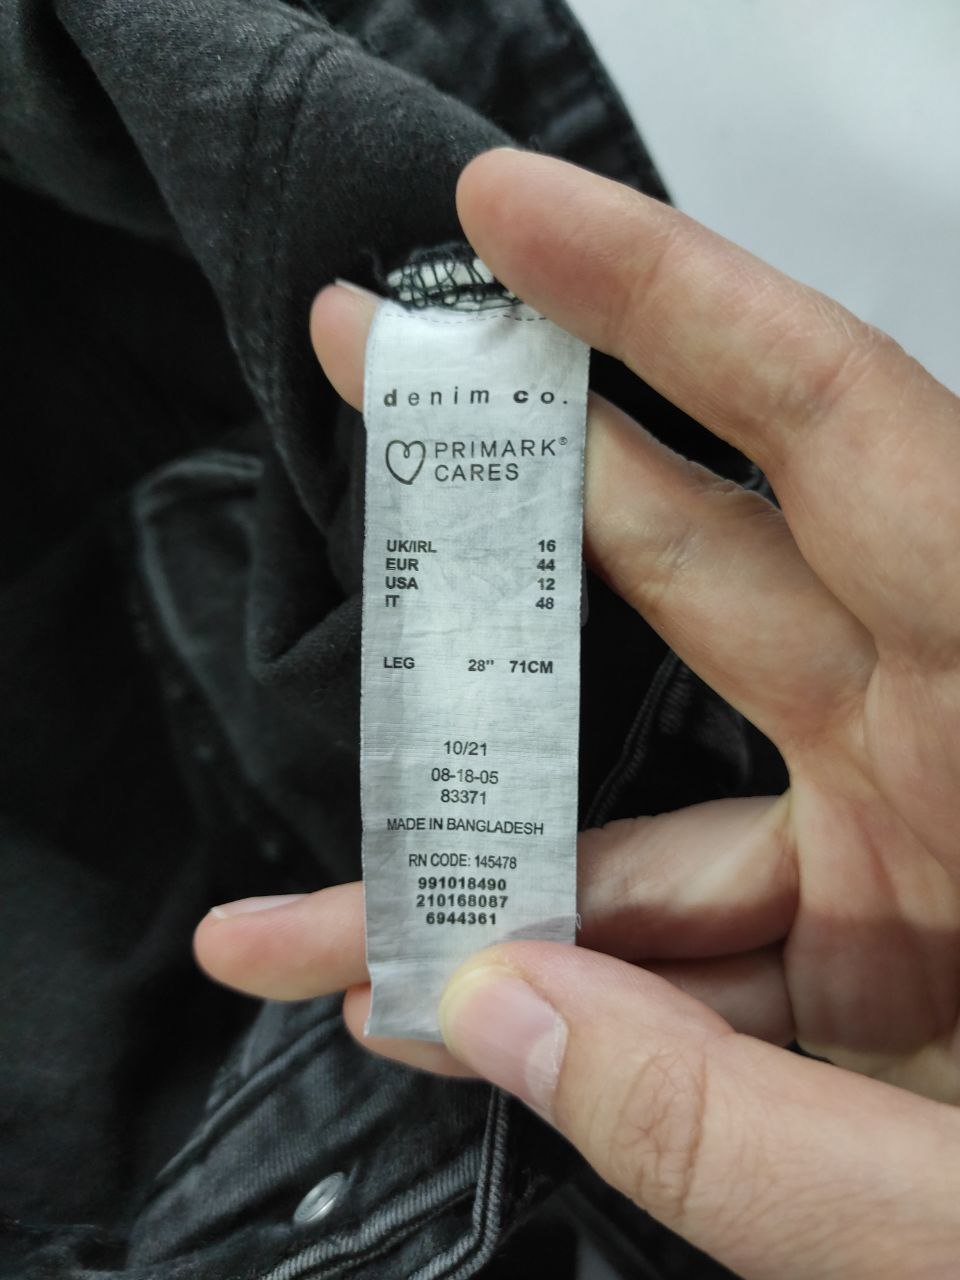 denim co.
PRIMARK®
CARES
UK/IRL 16
EUR 44
USA 12
IT 48
LEG 28" 71CM
10/21
08-18-05
83371
MADE IN BANGLADESH
RN CODE: 145478
991018490
210168087
6944361